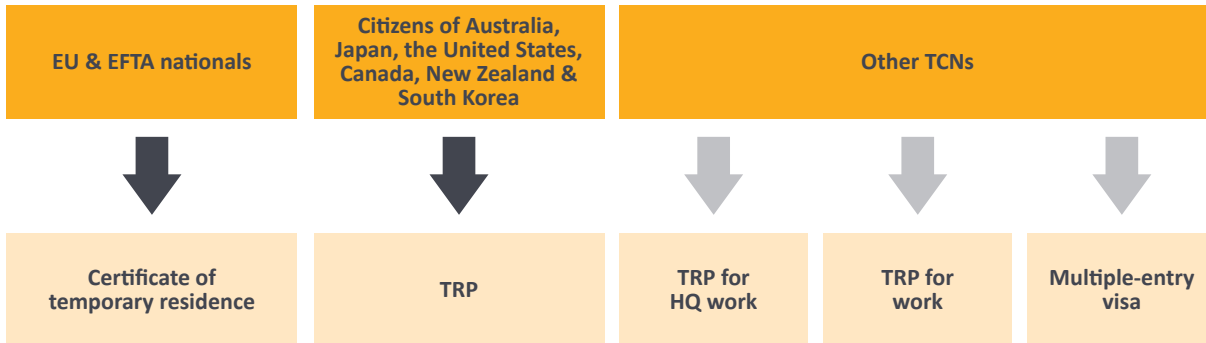 EU & EFTA nationals
Citizens of Australia,
Japan, the United States,
Canada, New Zealand &
South Korea
Other TCNs
Certificate of
temporary residence
TRP
TRP for
HQ work
TRP for
work
Multiple-entry
visa